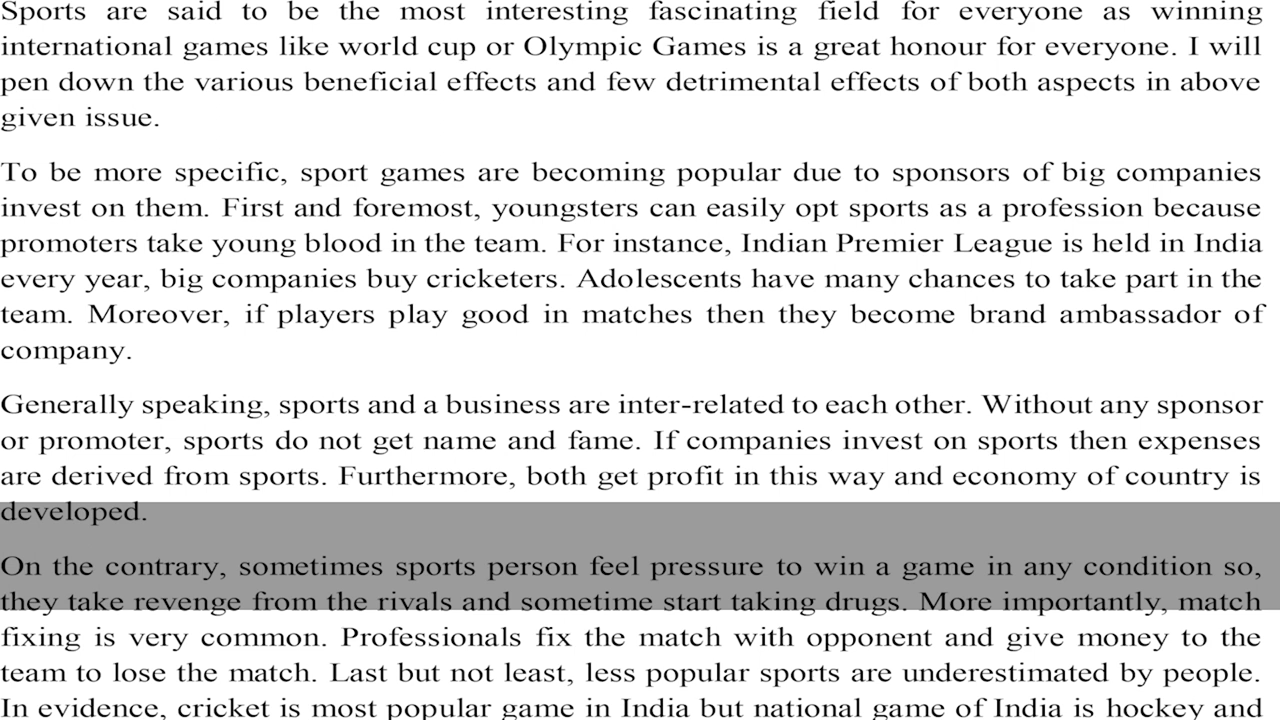 Sports are said to be the most interesting fascinating field for everyone as winning
international games like world cup or Olympic Games is a great honour for everyone. I will
pen down the various beneficial effects and few detrimental effects of both aspects in above
given issue.
To be more specific, sport games are becoming popular due to sponsors of big companies
invest on them. First and foremost, youngsters can easily opt sports as a profession because
promoters take young blood in the team. For instance, Indian Premier League is held in India
every year, big companies buy cricketers. Adolescents have many chances to take part in the
team. Moreover, if players play good in matches then they become brand ambassador of
company.
Generally speaking, sports and a business are inter-related to each other. Without any sponsor
or promoter, sports do not get name and fame. If companies invest on sports then expenses
are derived from sports. Furthermore, both get profit in this way and economy of country is
developed.
On the contrary, sometimes sports person feel pressure to win a game in any condition so,
they take revenge from the rivals and sometime start taking drugs. More importantly, match
fixing is very common. Professionals fix the match with opponent and give money to the
team to lose the match. Last but not least, less popular sports are underestimated by people.
In evidence, cricket is most popular game in India but national game of India is hockey and